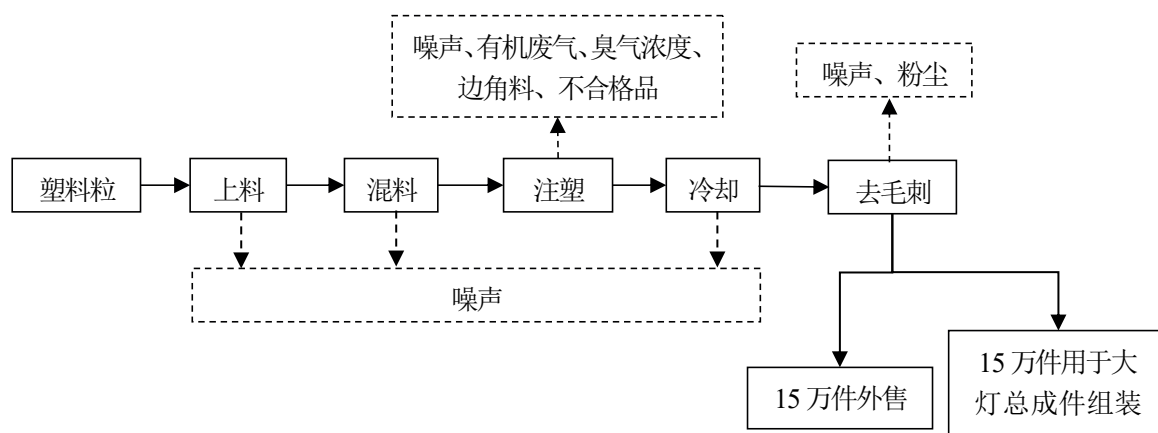 噪声、有机废气、臭气浓度、
边角料、不合格品
噪声、粉尘
塑料粒
上料
混料
注塑
冷却
去毛刺
噪声
15 万件外售
15 万件用于大
灯总成件组装